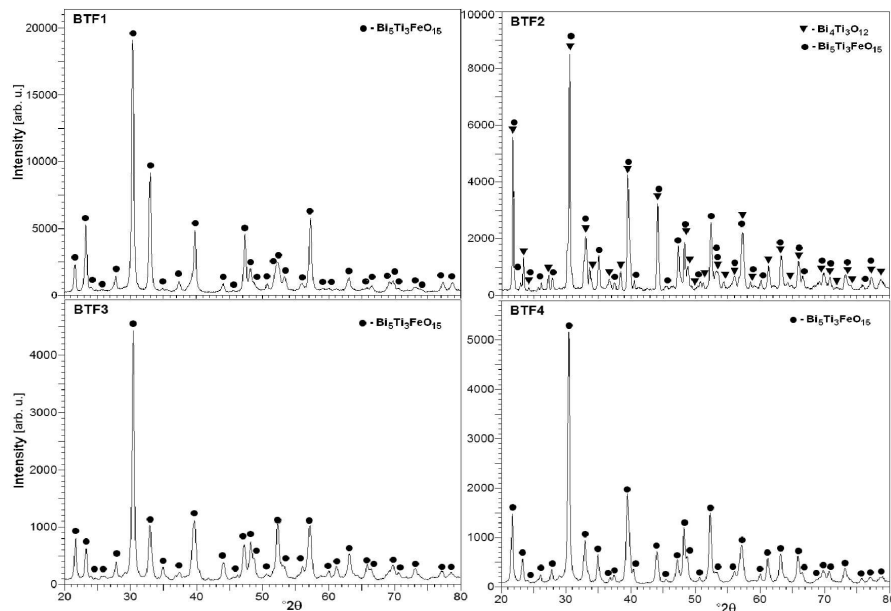 BTF1
● - Bi₅Ti₃FeO₁₅
Intensity [arb. u.]
20000
15000
10000
5000
0
BTF2
▼ - Bi₄Ti₃O₁₂
● - Bi₅Ti₃FeO₁₅
10000
8000
6000
4000
2000
0
BTF3
● - Bi₅Ti₃FeO₁₅
Intensity [arb. u.]
4000
3000
2000
1000
0
20 30 40 50 60 70 80
°2θ
BTF4
● - Bi₅Ti₃FeO₁₅
5000
4000
3000
2000
1000
0
20 30 40 50 60 70 80
°2θ